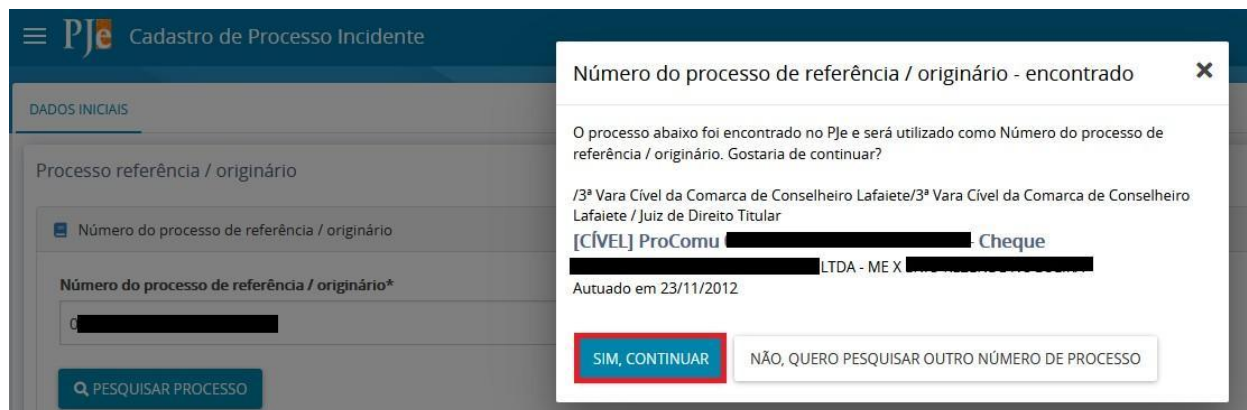 PJe Cadastro de Processo Incidente
DADOS INICIAIS
Processo referência / originário
Número do processo de referência / originário
Número do processo de referência / originário*
0
PESQUISAR PROCESSO
Número do processo de referência / originário - encontrado
O processo abaixo foi encontrado no PJe e será utilizado como Número do processo de
referência / originário. Gostaria de continuar?
/3ª Vara Cível da Comarca de Conselheiro Lafaiete/3ª Vara Cível da Comarca de Conselheiro
Lafaiete / Juiz de Direito Titular
[CÍVEL] ProComu - Cheque
LTDA - ME X
Autuado em 23/11/2012
SIM, CONTINUAR
NÃO, QUERO PESQUISAR OUTRO NÚMERO DE PROCESSO